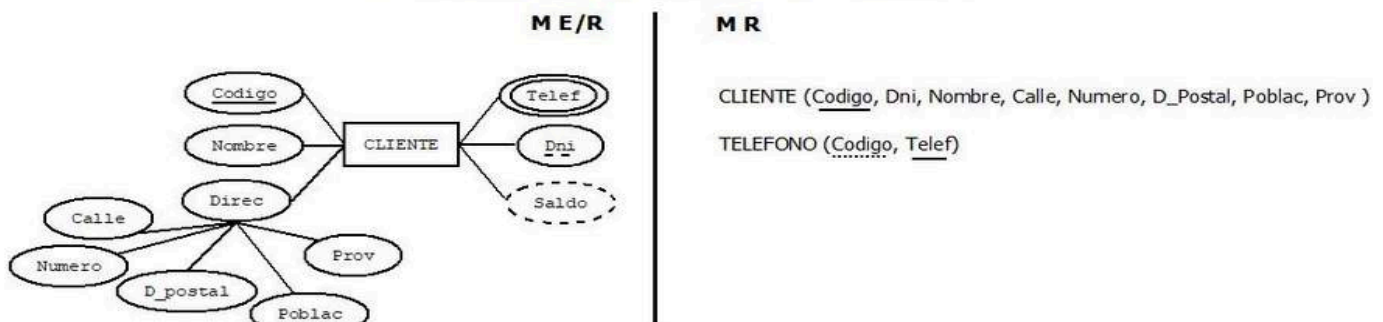 M E/R
M R
Codigo
Telef
CLIENTE (Codigo, Dni, Nombre, Calle, Numero, D_Postal, Poblac, Prov )
Nombre
CLIENTE
Dni
TELEFONO (Codigo, Telef)
Direc
Saldo
Calle
Prov
Numero
D_postal
Poblac